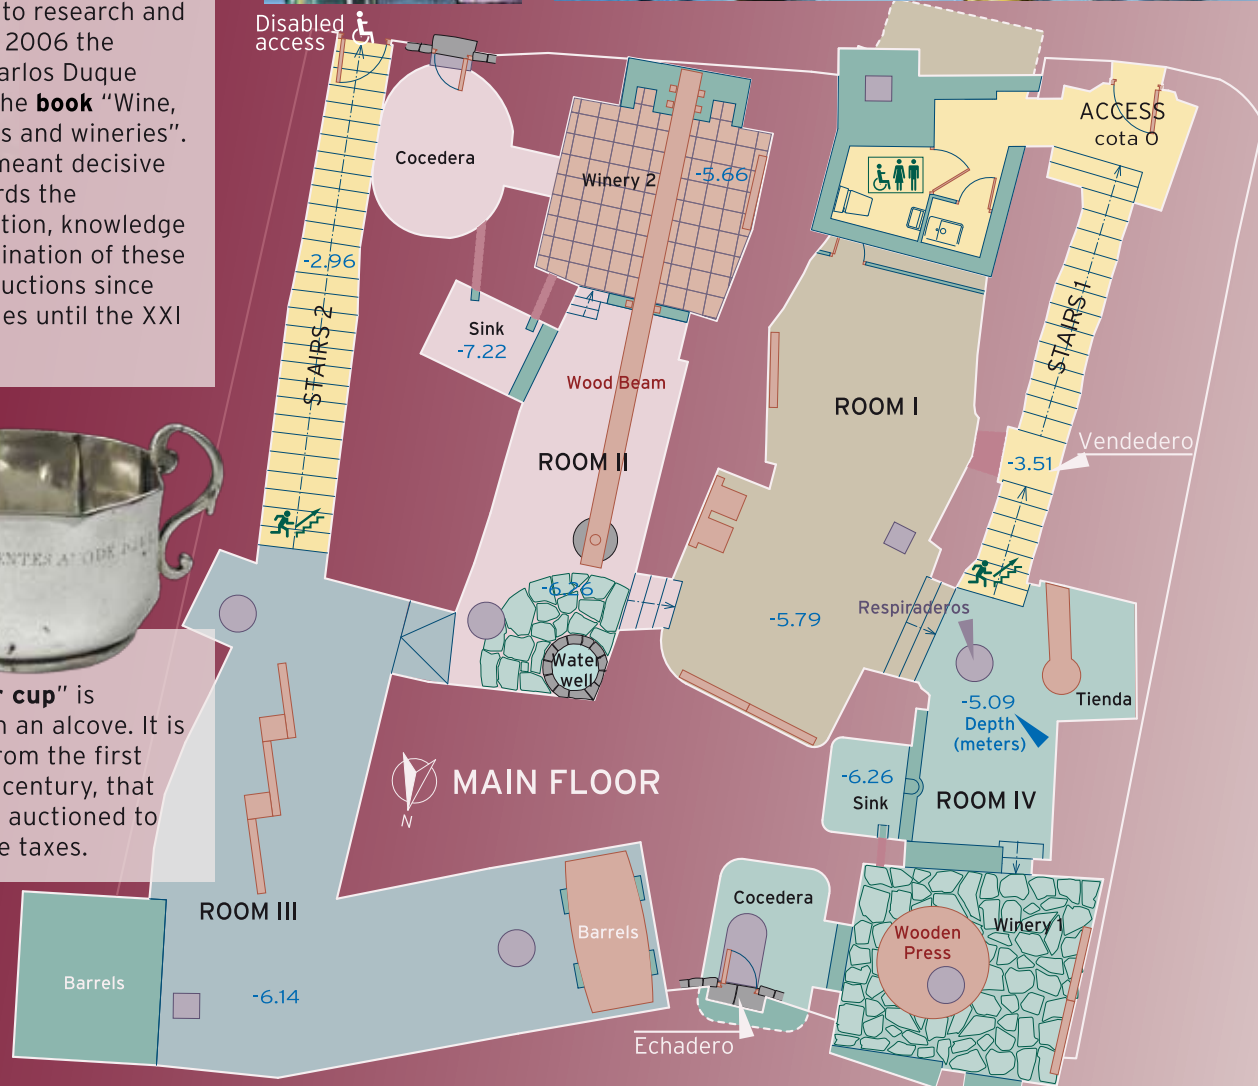 to research and
2006 the
arlos Duque
he book “Wine,
s and wineries”.
meant decisive
rds the
tion, knowledge
ination of these
uctions since
es until the XXI
r cup” is
n an alcove. It is
rom the first
century, that
auctioned to
e taxes.
Disabled
access
Cocedera
Winery 2
-5.66
ACCESS
cota 0
-2.96
STAIRS 2
Sink
-7.22
Wood Beam
ROOM I
STAIRS 1
ROOM II
Vendedero
-3.51
-6.26
Respiraderos
-5.79
Water
well
Tienda
-5.09
Depth
(meters)
MAIN FLOOR
N
-6.26
Sink
ROOM IV
Cocedera
ROOM III
Barrels
Wooden
Press
Winery 1
Barrels
-6.14
Echadero